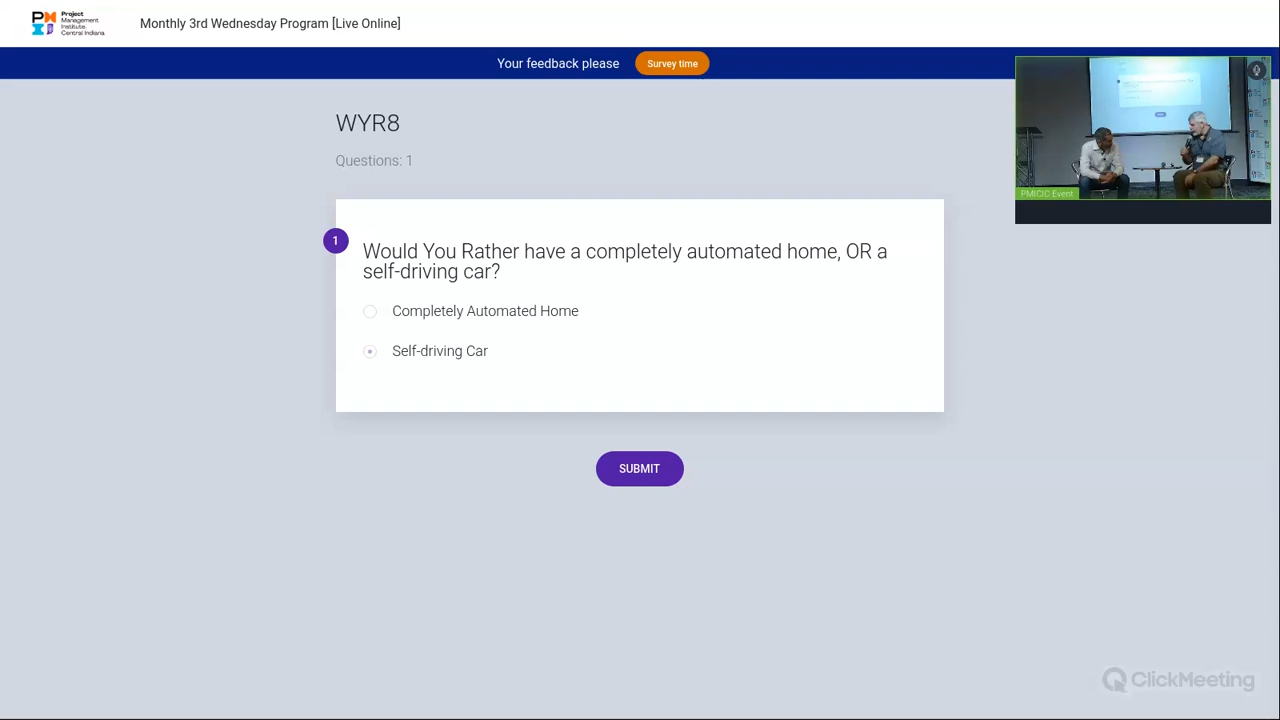 Project
Management
Institute.
Central Indiana
Monthly 3rd Wednesday Program [Live Online]
Your feedback please
Survey time
WYR8
Questions: 1
1
Would You Rather have a completely automated home, OR a
self-driving car?
Completely Automated Home
Self-driving Car
SUBMIT
PMICIC Event
ClickMeeting